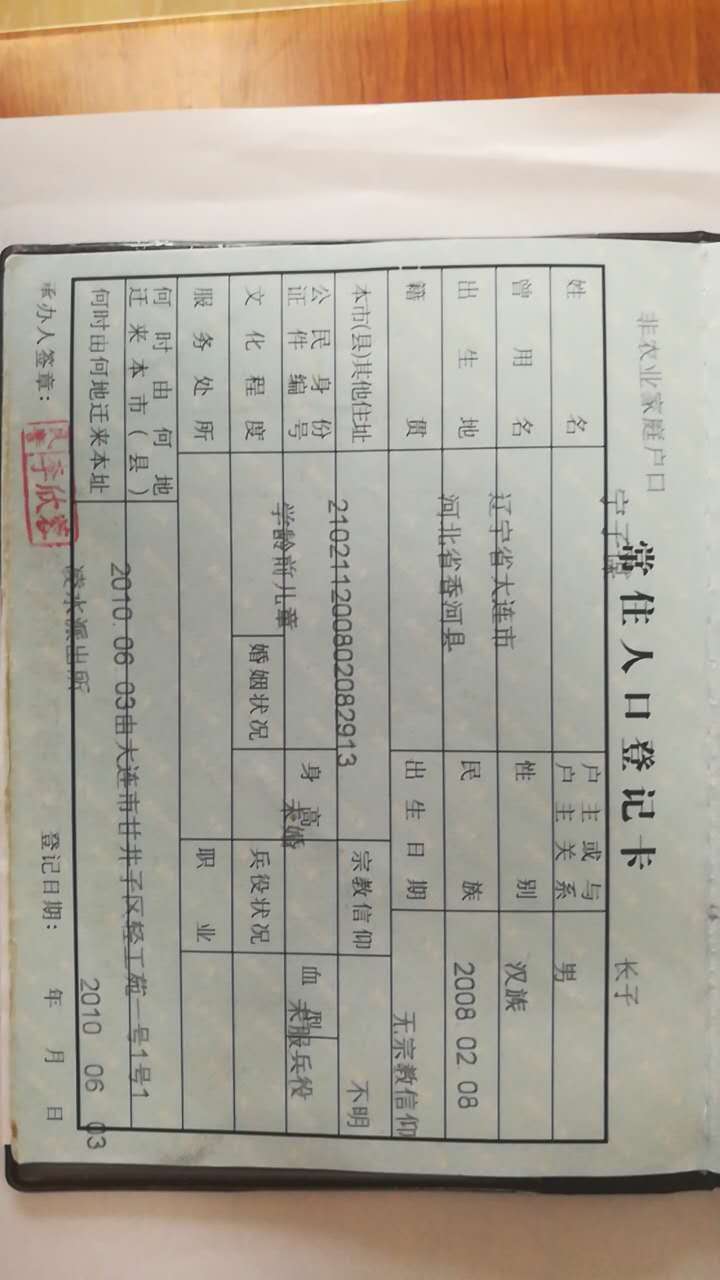 非农业家庭户口
常住人口登记卡
姓名
户主或与户主关系 长子
曾用名 性别 男
出生地 辽宁省大连市 民族 汉族
籍贯 河北省香河县 出生日期 2008 02 08
本市(县)其他住址 宗教信仰 无宗教信仰
公民身份证件编号 210211200802082913 身高 血型 不明
文化程度 学龄前儿童 婚姻状况 未婚 兵役状况 未服兵役
服务处所 职业
何时由何地迁来本市(县)
何时由何地迁来本址 2010.06 03由大连市甘井子区轻工苑一号1号1
凌水派出所
承办人签章: 登记日期: 年 月 日
2010 06 03